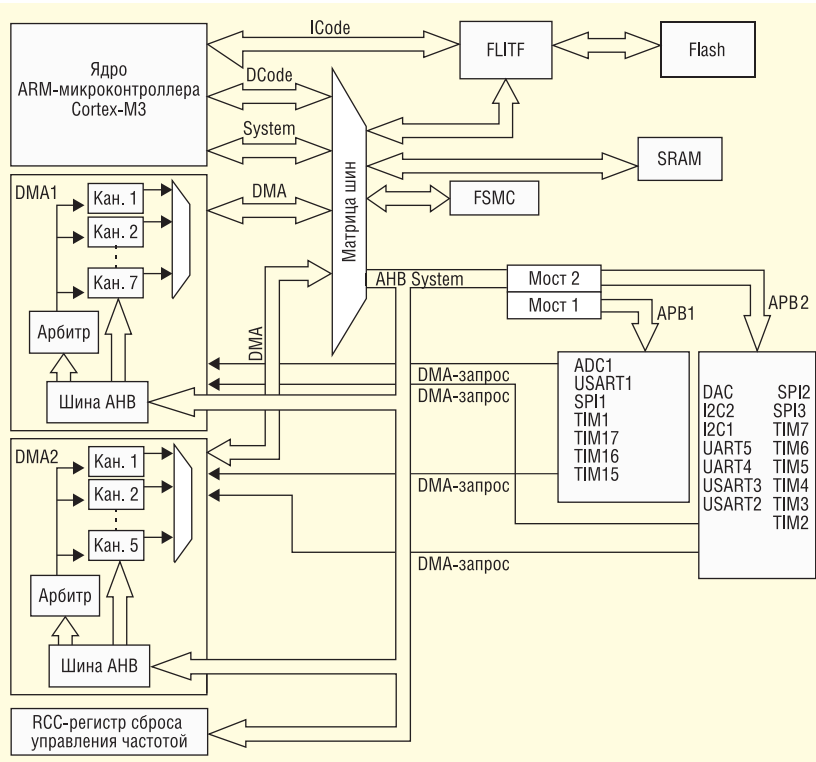 ICode
Ядро
ARM-микроконтроллера
Cortex-M3
FLITF
Flash
DCode
System
SRAM
DMA1
Кан. 1
DMA
Матрица шин
FSMC
Кан. 2
Кан. 7
AHB System
Мост 2
Мост 1
APB1
APB2
Арбитр
DMA
DMA-запрос
DMA-запрос
Шина AHB
ADC1
USART1
SPI1
TIM1
TIM17
TIM16
TIM15
DAC SPI2
I2C2 SPI3
I2C1 TIM7
UART5 TIM6
UART4 TIM5
USART3 TIM4
USART2 TIM3
TIM2
DMA2
Кан. 1
Кан. 2
DMA-запрос
Кан. 5
DMA-запрос
Арбитр
Шина AHB
RCC-регистр сброса
управления частотой